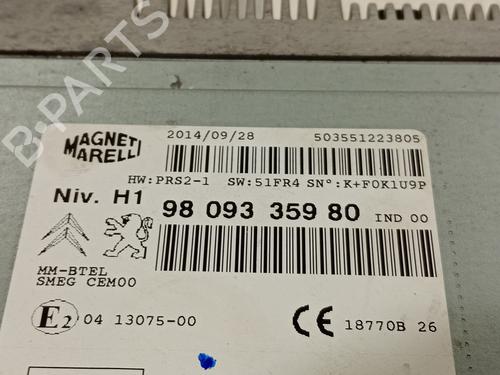 MAGNETI
MARELLI
2014/09/28
503551223805
HW:PRS2-1 SW:51FR4 SN°:K+F0K1U9P
Niv. H1
98 093 359 80 IND 00
MM-BTEL
SMEG CEM00
E2 04 13075-00
CE 18770B 26
B-PARTS